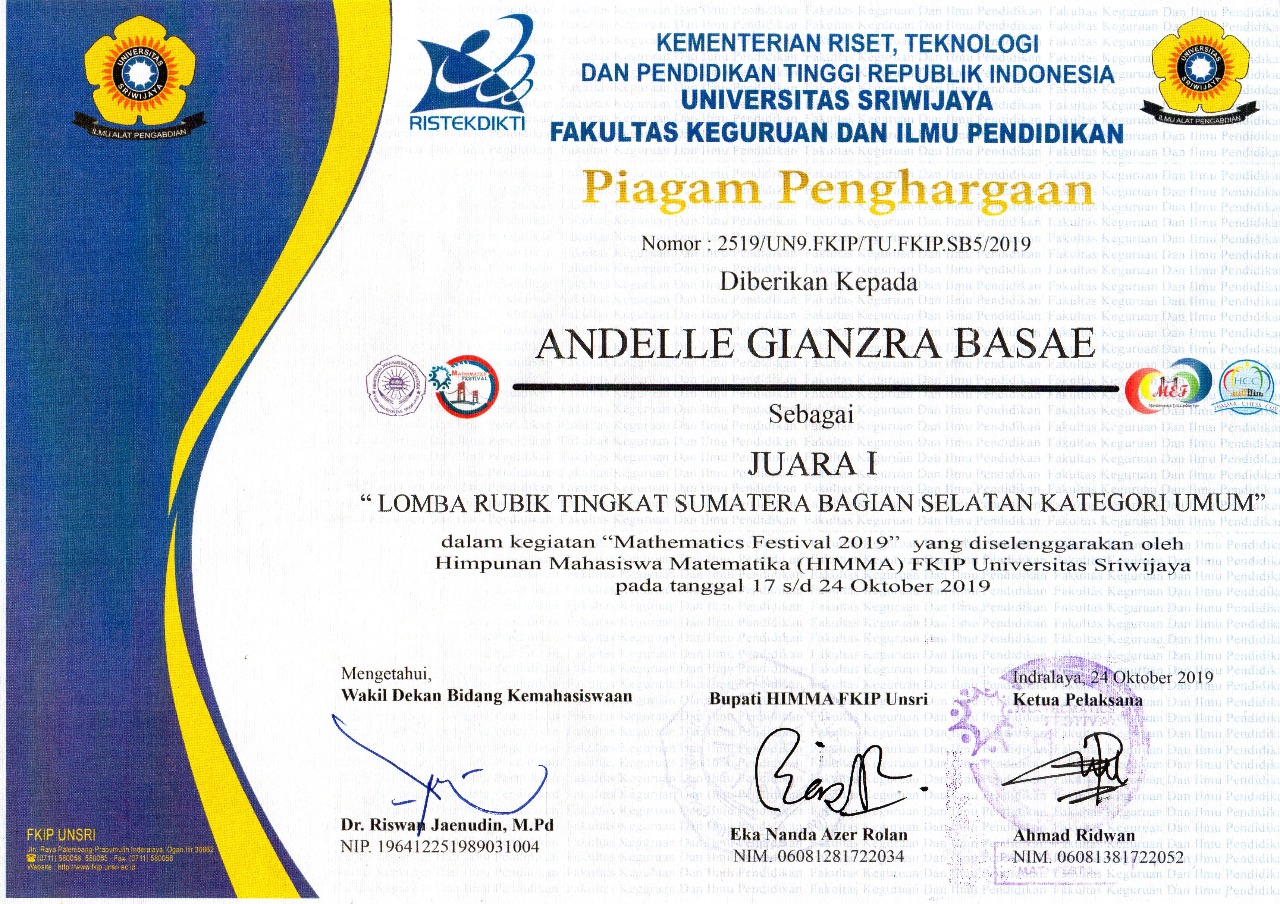 UNIVERSITAS SRIWIJAYA
ILMU ALAT PENGABDIAN
RISTEKDIKTI
KEMENTERIAN RISET, TEKNOLOGI
DAN PENDIDIKAN TINGGI REPUBLIK INDONESIA
UNIVERSITAS SRIWIJAYA
FAKULTAS KEGURUAN DAN ILMU PENDIDIKAN
UNIVERSITAS SRIWIJAYA
ILMU ALAT PENGABDIAN
Piagam Penghargaan
Nomor : 2519/UN9.FKIP/TU.FKIP.SB5/2019
Diberikan Kepada
ANDELLE GIANZRA BASAE
MATHEMATICS
FESTIVAL
MEF
HCC
Sebagai
JUARA I
“ LOMBA RUBIK TINGKAT SUMATERA BAGIAN SELATAN KATEGORI UMUM”
dalam kegiatan “Mathematics Festival 2019” yang diselenggarakan oleh
Himpunan Mahasiswa Matematika (HIMMA) FKIP Universitas Sriwijaya
pada tanggal 17 s/d 24 Oktober 2019
Mengetahui,
Wakil Dekan Bidang Kemahasiswaan
Dr. Riswan Jaenudin, M.Pd
NIP. 196412251989031004
Bupati HIMMA FKIP Unsri
Eka Nanda Azer Rolan
NIM. 06081281722034
Indralaya, 24 Oktober 2019
Ketua Pelaksana
Ahmad Ridwan
NIM. 06081381722052
FKIP UNSRI
Jln. Raya Palembang-Prabumulih Inderalaya, Ogan Ilir 30662
(0711) 580058, 580085 Fax. (0711) 580058
Website : http://www.fkip.unsri.ac.id